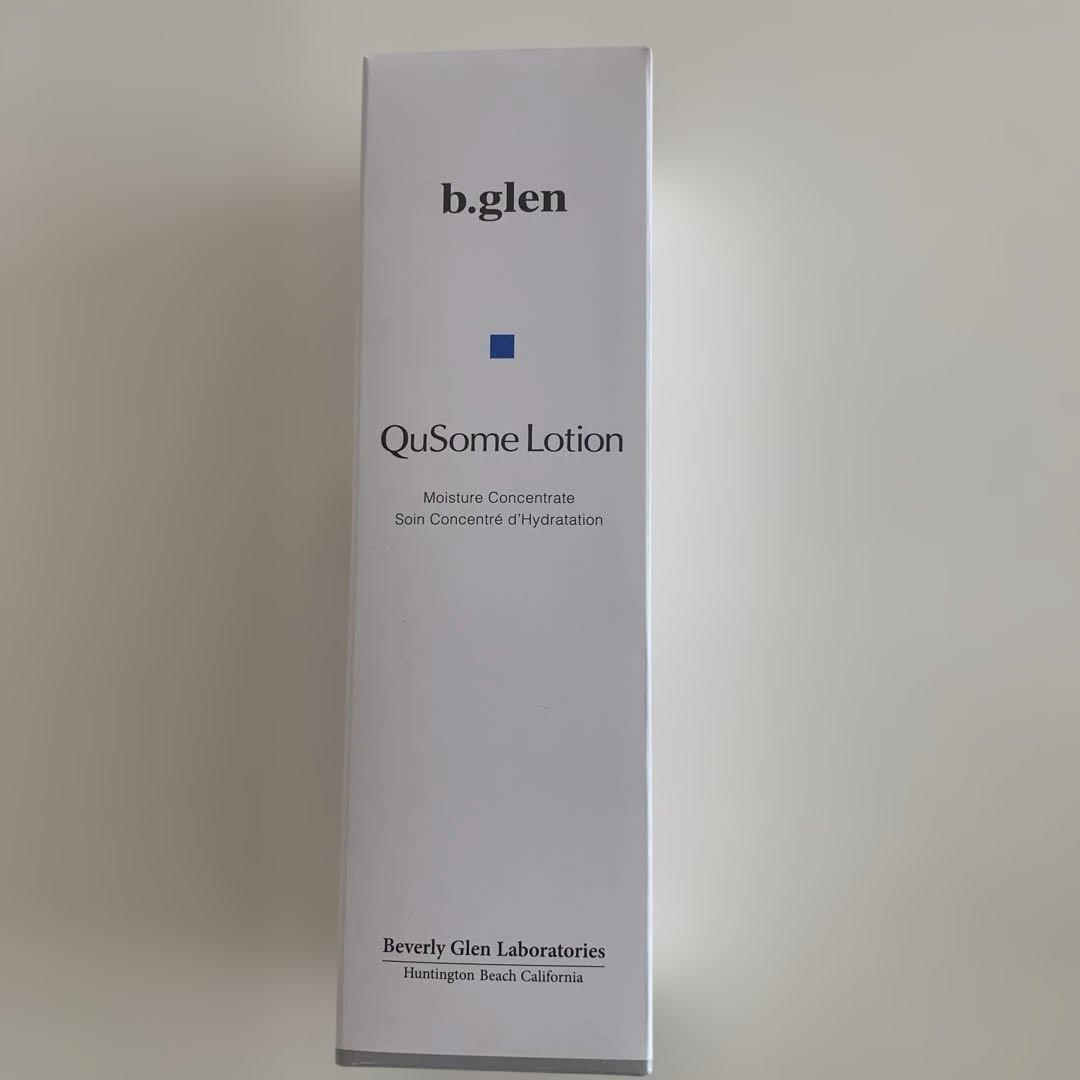 b.glen
QuSome Lotion
Moisture Concentrate
Soin Concentré d'Hydratation
Beverly Glen Laboratories
Huntington Beach California